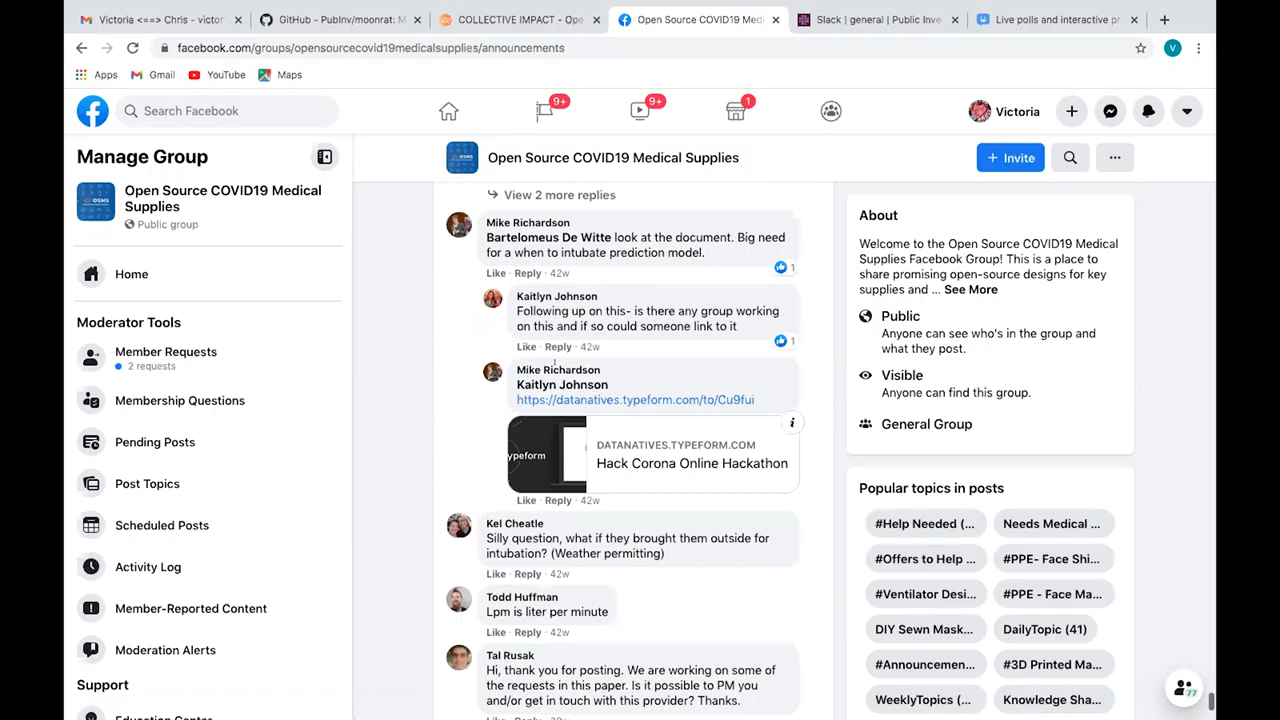 Victoria <==> Chris - victor
GitHub - PubInv/moonrat: M
COLLECTIVE IMPACT - Ope
Open Source COVID19 Medi
Slack | general | Public Inve
Live polls and interactive pr
facebook.com/groups/opensourcecovid19medicalsupplies/announcements
V
Apps
Gmail
YouTube
Maps
Search Facebook
9+
9+
1
Victoria
Manage Group
Open Source COVID19 Medical
Supplies
Public group
Home
Moderator Tools
Member Requests
2 requests
Membership Questions
Pending Posts
Post Topics
Scheduled Posts
Activity Log
Member-Reported Content
Moderation Alerts
Support
Open Source COVID19 Medical Supplies
+ Invite
View 2 more replies
Mike Richardson
Bartelomeus De Witte look at the document. Big need
for a when to intubate prediction model.
1
Like · Reply · 42w
Kaitlyn Johnson
Following up on this- is there any group working
on this and if so could someone link to it
1
Like · Reply · 42w
Mike Richardson
Kaitlyn Johnson
https://datanatives.typeform.com/to/Cu9fui
ypeform
DATANATIVES.TYPEFORM.COM
Hack Corona Online Hackathon
Like · Reply · 42w
Kel Cheatle
Silly question, what if they brought them outside for
intubation? (Weather permitting)
Like · Reply · 42w
Todd Huffman
Lpm is liter per minute
Like · Reply · 42w
Tal Rusak
Hi, thank you for posting. We are working on some of
the requests in this paper. Is it possible to PM you
and/or get in touch with this provider? Thanks.
About
Welcome to the Open Source COVID19 Medical
Supplies Facebook Group! This is a place to
share promising open-source designs for key
supplies and ... See More
Public
Anyone can see who's in the group and
what they post.
Visible
Anyone can find this group.
General Group
Popular topics in posts
#Help Needed (...
Needs Medical ...
#Offers to Help ...
#PPE- Face Shi...
#Ventilator Desi...
#PPE - Face Ma...
DIY Sewn Mask...
DailyTopic (41)
#Announcemen...
#3D Printed Ma...
WeeklyTopics (...
Knowledge Sha...
77